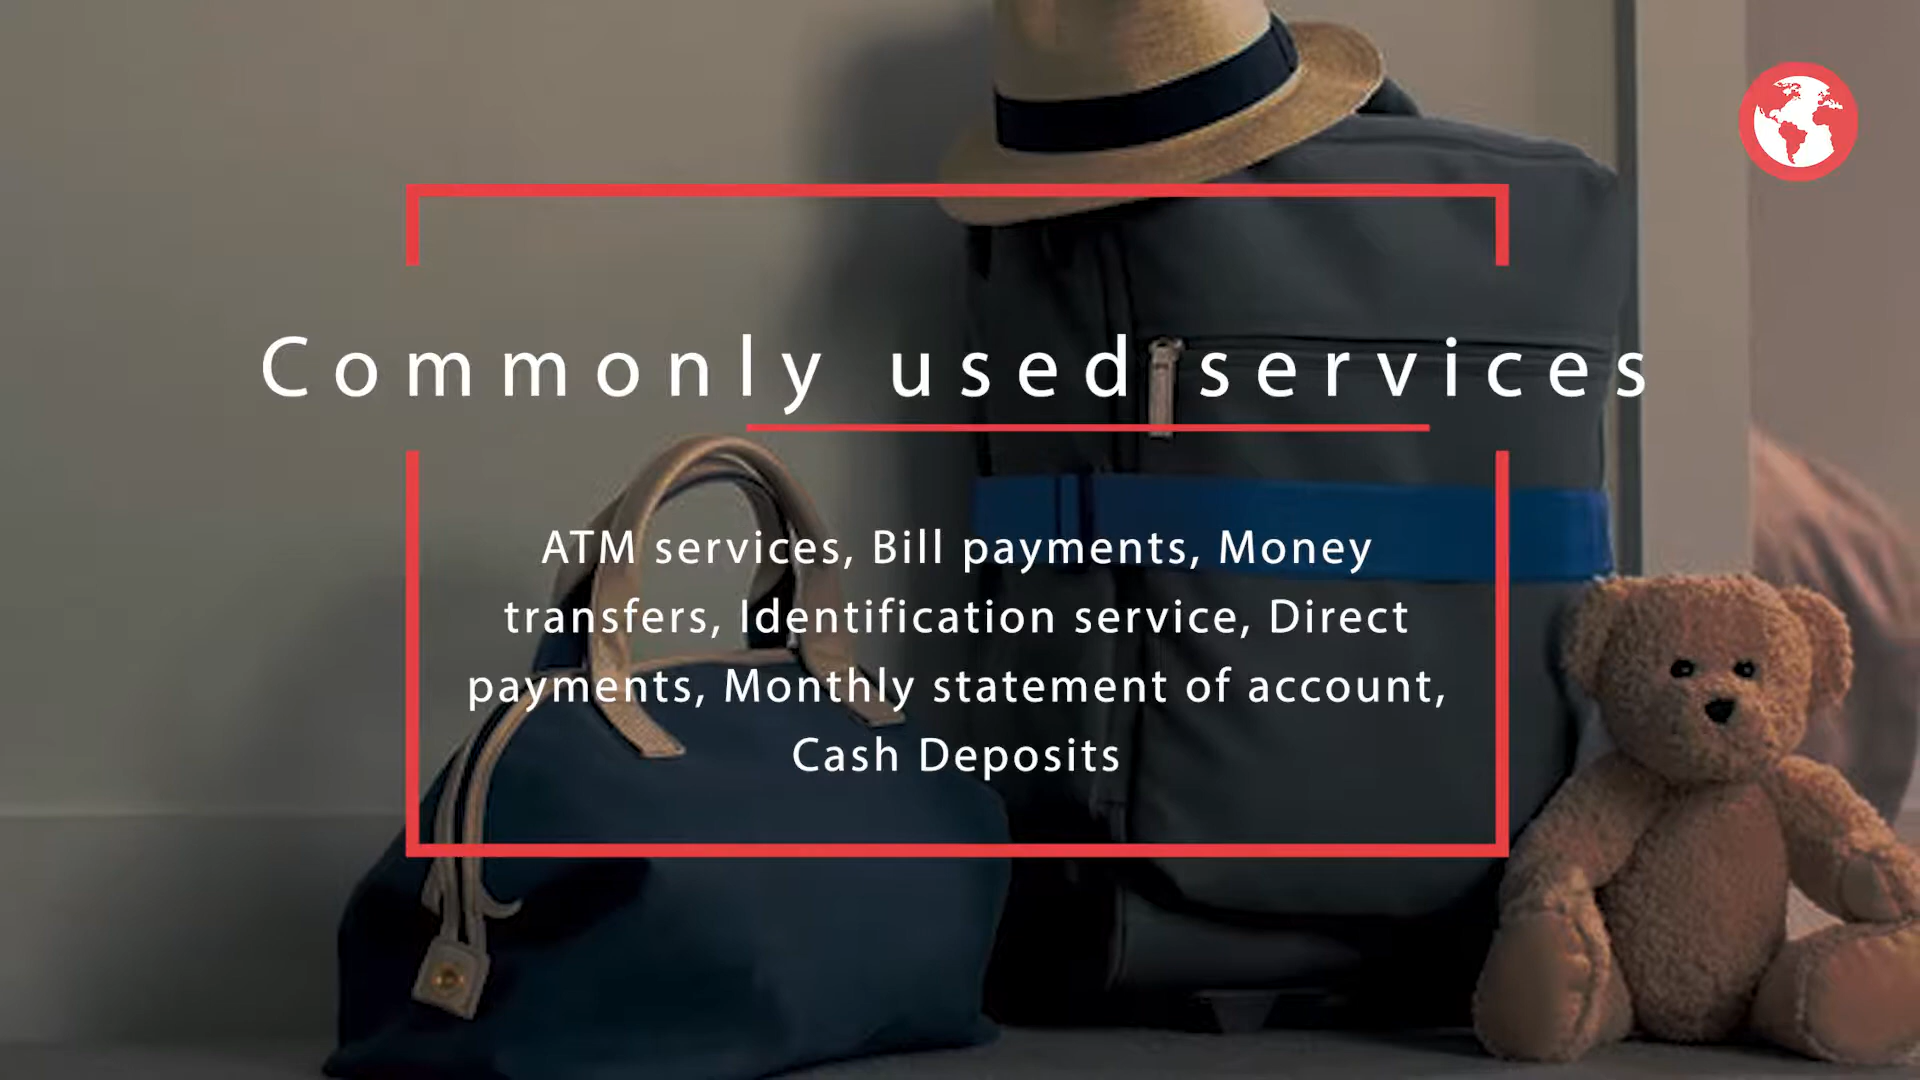 Commonly used services
ATM services, Bill payments, Money
transfers, Identification service, Direct
payments, Monthly statement of account,
Cash Deposits